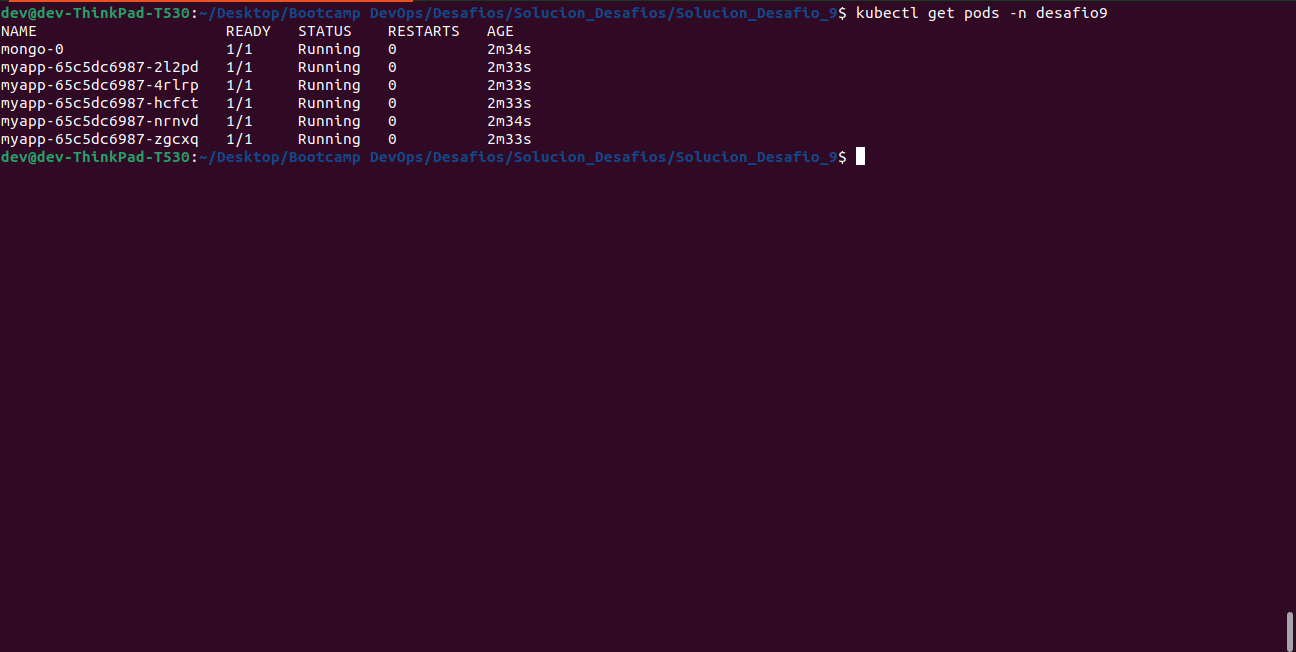 dev@dev-ThinkPad-T530:~/Desktop/Bootcamp DevOps/Desafios/Solucion_Desafios/Solucion_Desafio_9$ kubectl get pods -n desafio9
NAME                     READY   STATUS    RESTARTS   AGE
mongo-0                  1/1     Running   0          2m34s
myapp-65c5dc6987-2l2pd   1/1     Running   0          2m33s
myapp-65c5dc6987-4rlrp   1/1     Running   0          2m33s
myapp-65c5dc6987-hcfct   1/1     Running   0          2m33s
myapp-65c5dc6987-nrnvd   1/1     Running   0          2m34s
myapp-65c5dc6987-zgcxq   1/1     Running   0          2m33s
dev@dev-ThinkPad-T530:~/Desktop/Bootcamp DevOps/Desafios/Solucion_Desafios/Solucion_Desafio_9$